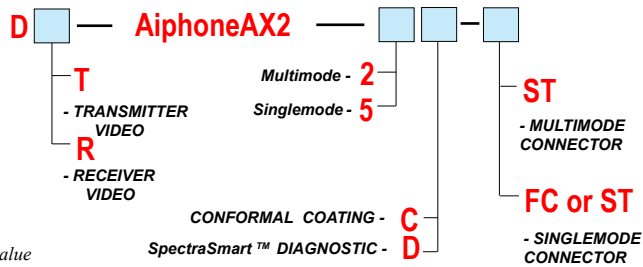 D — AiphoneAX2 — —
T
- TRANSMITTER
VIDEO
R
- RECEIVER
VIDEO
Multimode - 2
Singlemode - 5
CONFORMAL COATING - C
SpectraSmart ™ DIAGNOSTIC - D
ST
- MULTIMODE
CONNECTOR
FC or ST
- SINGLEMODE
CONNECTOR
alue